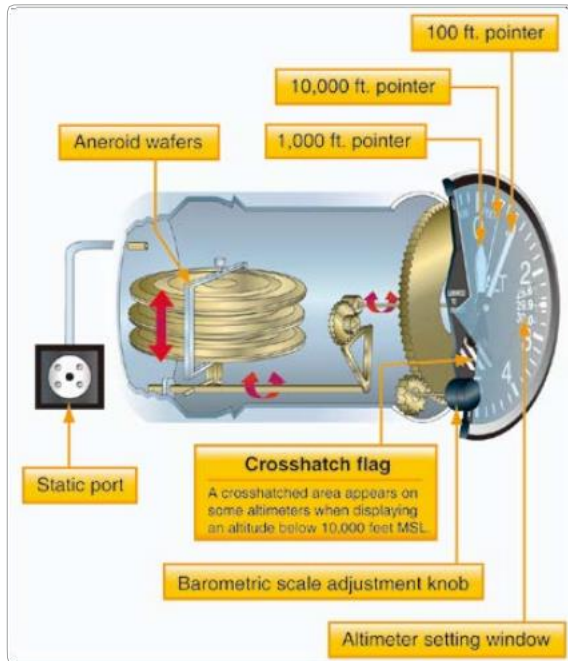 100 ft. pointer
10,000 ft. pointer
Aneroid wafers
1,000 ft. pointer
2
3
4
Crosshatch flag
A crosshatched area appears on
some altimeters when displaying
an altitude below 10,000 feet MSL.
Static port
Barometric scale adjustment knob
Altimeter setting window